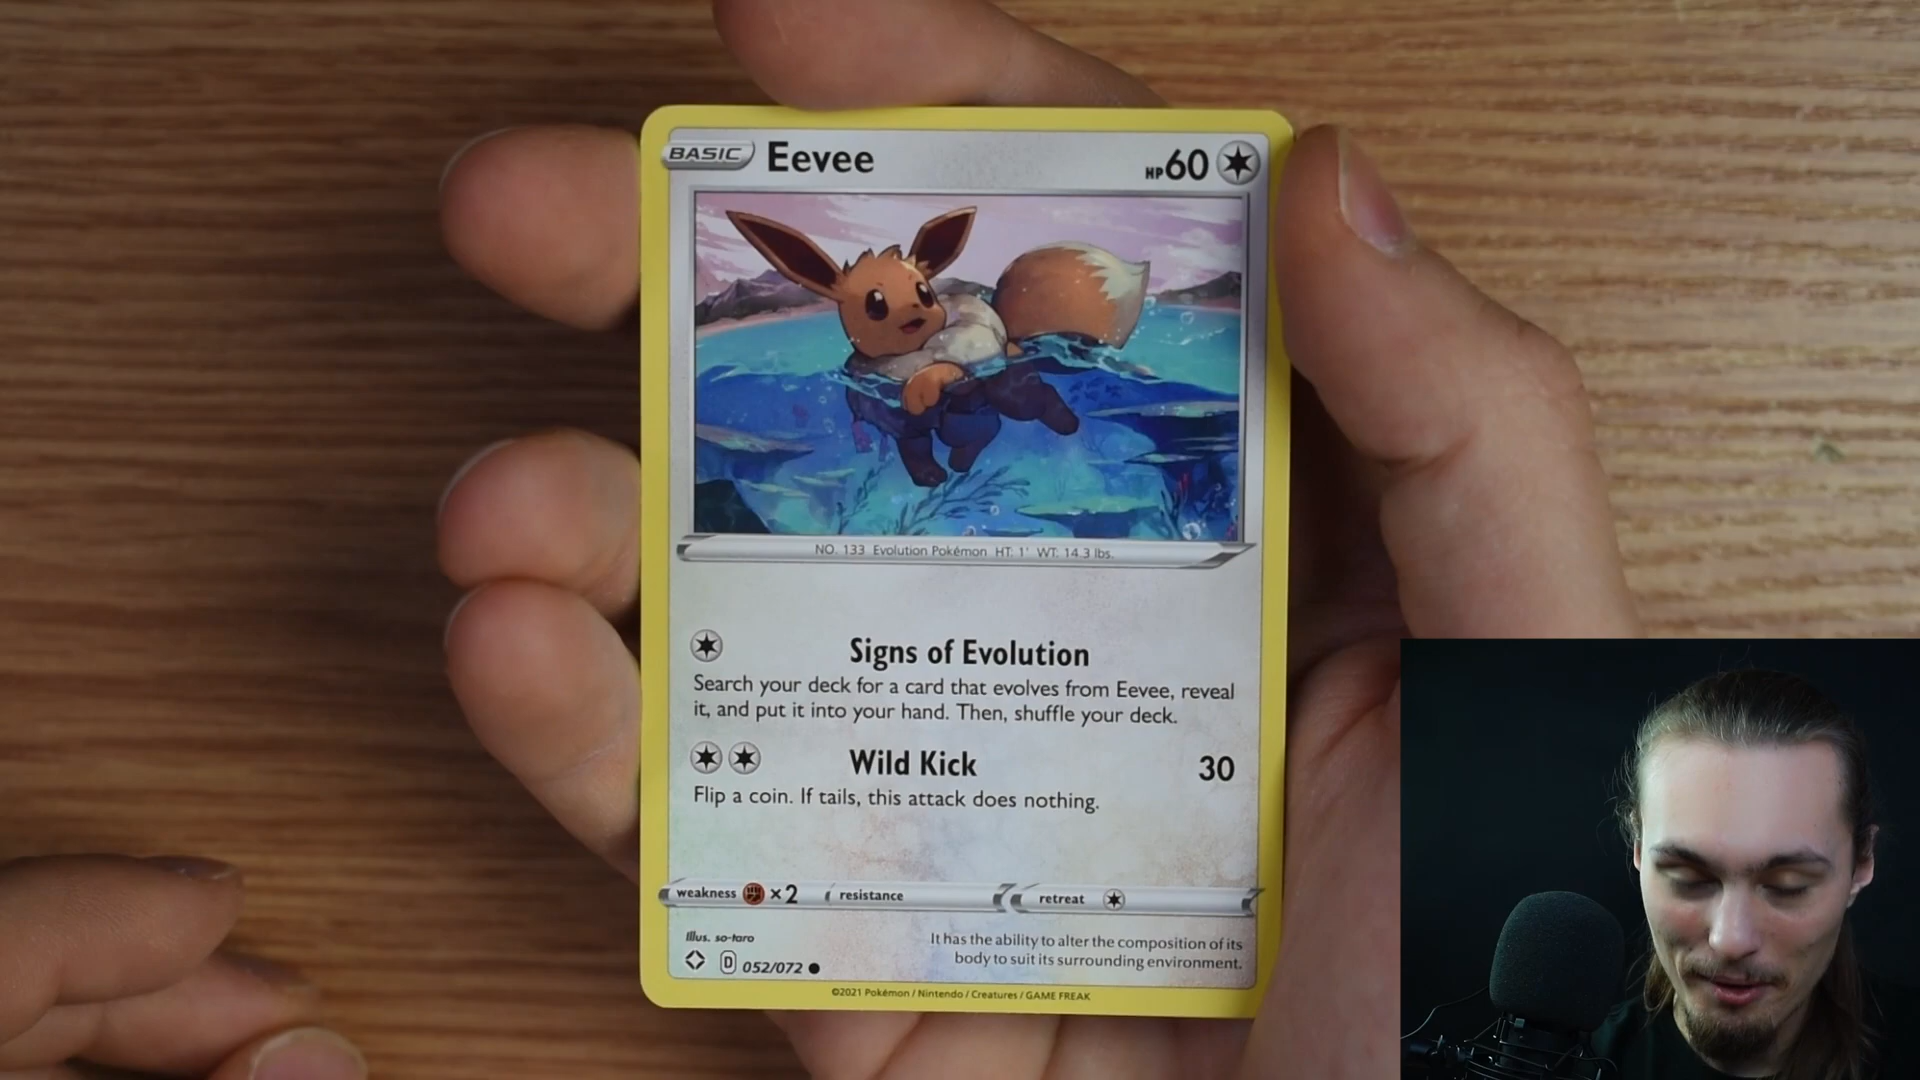 BASIC Eevee HP 60
NO. 133 Evolution Pokémon HT: 1' WT: 14.3 lbs.
Signs of Evolution
Search your deck for a card that evolves from Eevee, reveal
it, and put it into your hand. Then, shuffle your deck.
Wild Kick 30
Flip a coin. If tails, this attack does nothing.
weakness ×2 resistance retreat
Illus. so-taro
D 052/072
It has the ability to alter the composition of its
body to suit its surrounding environment.
©2021 Pokémon / Nintendo / Creatures / GAME FREAK